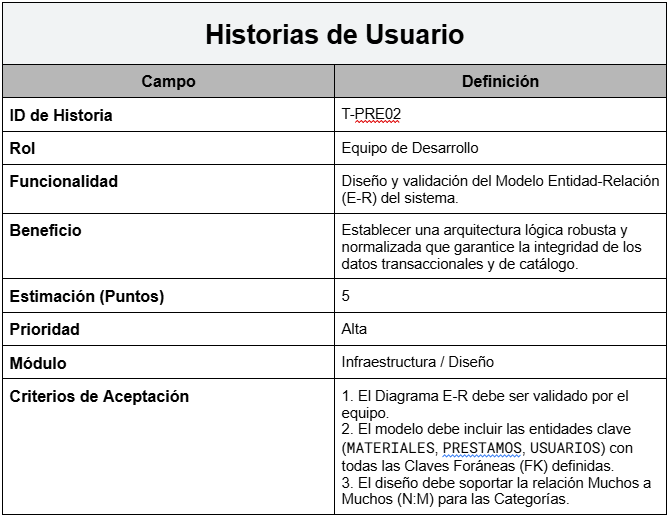 Historias de Usuario
Campo Definición
ID de Historia T-PRE02
Rol Equipo de Desarrollo
Funcionalidad Diseño y validación del Modelo Entidad-Relación
(E-R) del sistema.
Beneficio Establecer una arquitectura lógica robusta y
normalizada que garantice la integridad de los
datos transaccionales y de catálogo.
Estimación (Puntos) 5
Prioridad Alta
Módulo Infraestructura / Diseño
Criterios de Aceptación 1. El Diagrama E-R debe ser validado por el
equipo.
2. El modelo debe incluir las entidades clave
(MATERIALES, PRESTAMOS, USUARIOS) con
todas las Claves Foráneas (FK) definidas.
3. El diseño debe soportar la relación Muchos a
Muchos (N:M) para las Categorías.